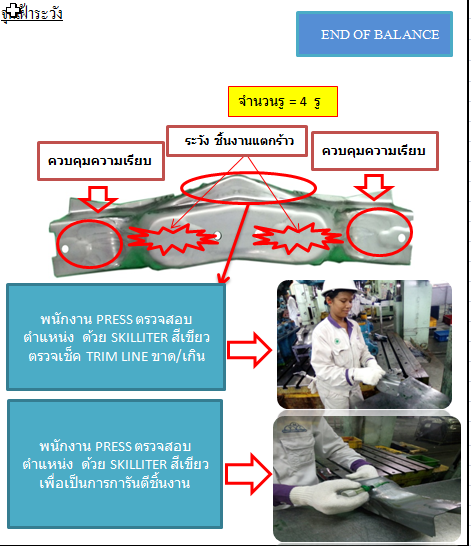 จุดเฝ้าระวัง
END OF BALANCE
จำนวนรู = 4 รู
ระวัง ชิ้นงานแตกร้าว
ควบคุมความเรียบ
ควบคุมความเรียบ
พนักงาน PRESS ตรวจสอบ
ตำแหน่ง ด้วย SKILLITER สีเขียว
ตรวจเช็ค TRIM LINE ขาด/เกิน
พนักงาน PRESS ตรวจสอบ
ตำแหน่ง ด้วย SKILLITER สีเขียว
เพื่อเป็นการการันตีชิ้นงาน